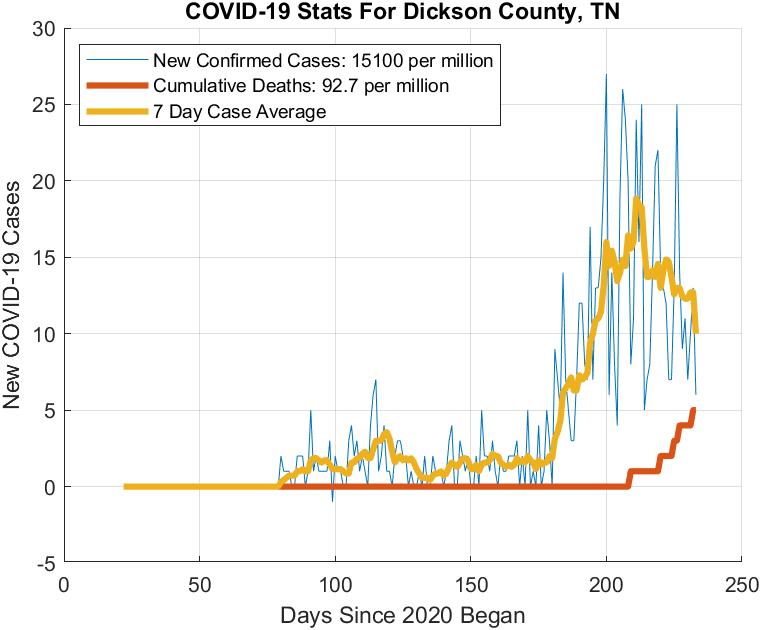 COVID-19 Stats For Dickson County, TN
New Confirmed Cases: 15100 per million
Cumulative Deaths: 92.7 per million
7 Day Case Average
New COVID-19 Cases
30
25
20
15
10
5
0
-5
0 50 100 150 200 250
Days Since 2020 Began